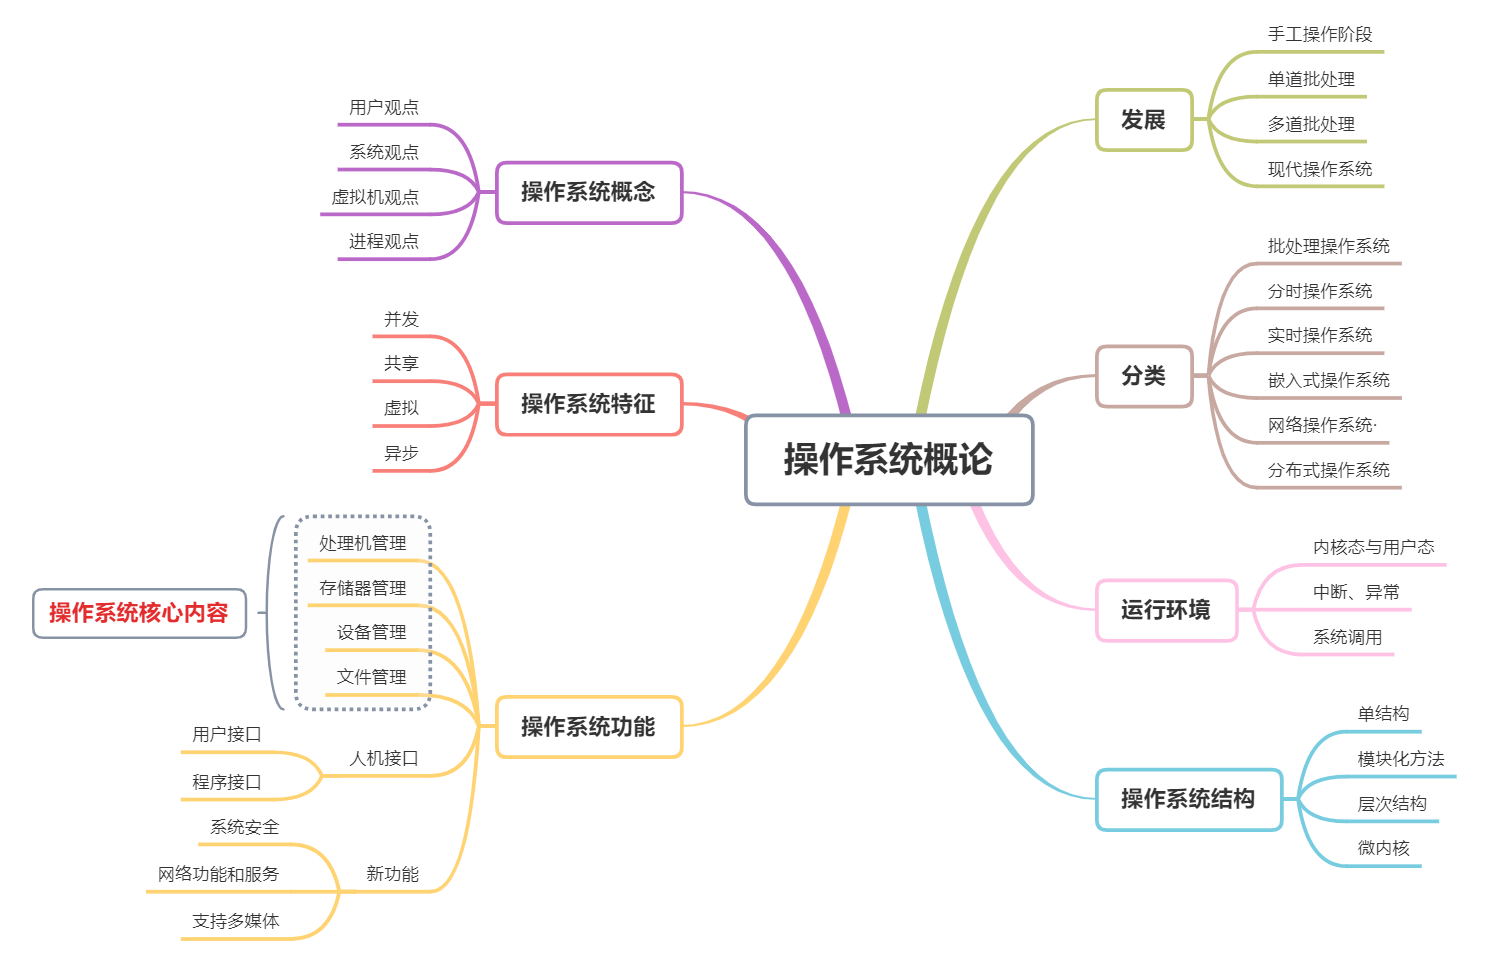 操作系统概论
发展
手工操作阶段
单道批处理
多道批处理
现代操作系统
分类
批处理操作系统
分时操作系统
实时操作系统
嵌入式操作系统
网络操作系统·
分布式操作系统
运行环境
内核态与用户态
中断、异常
系统调用
操作系统结构
单结构
模块化方法
层次结构
微内核
操作系统概念
用户观点
系统观点
虚拟机观点
进程观点
操作系统特征
并发
共享
虚拟
异步
操作系统功能
处理机管理
存储器管理
设备管理
文件管理
操作系统核心内容
人机接口
用户接口
程序接口
新功能
系统安全
网络功能和服务
支持多媒体